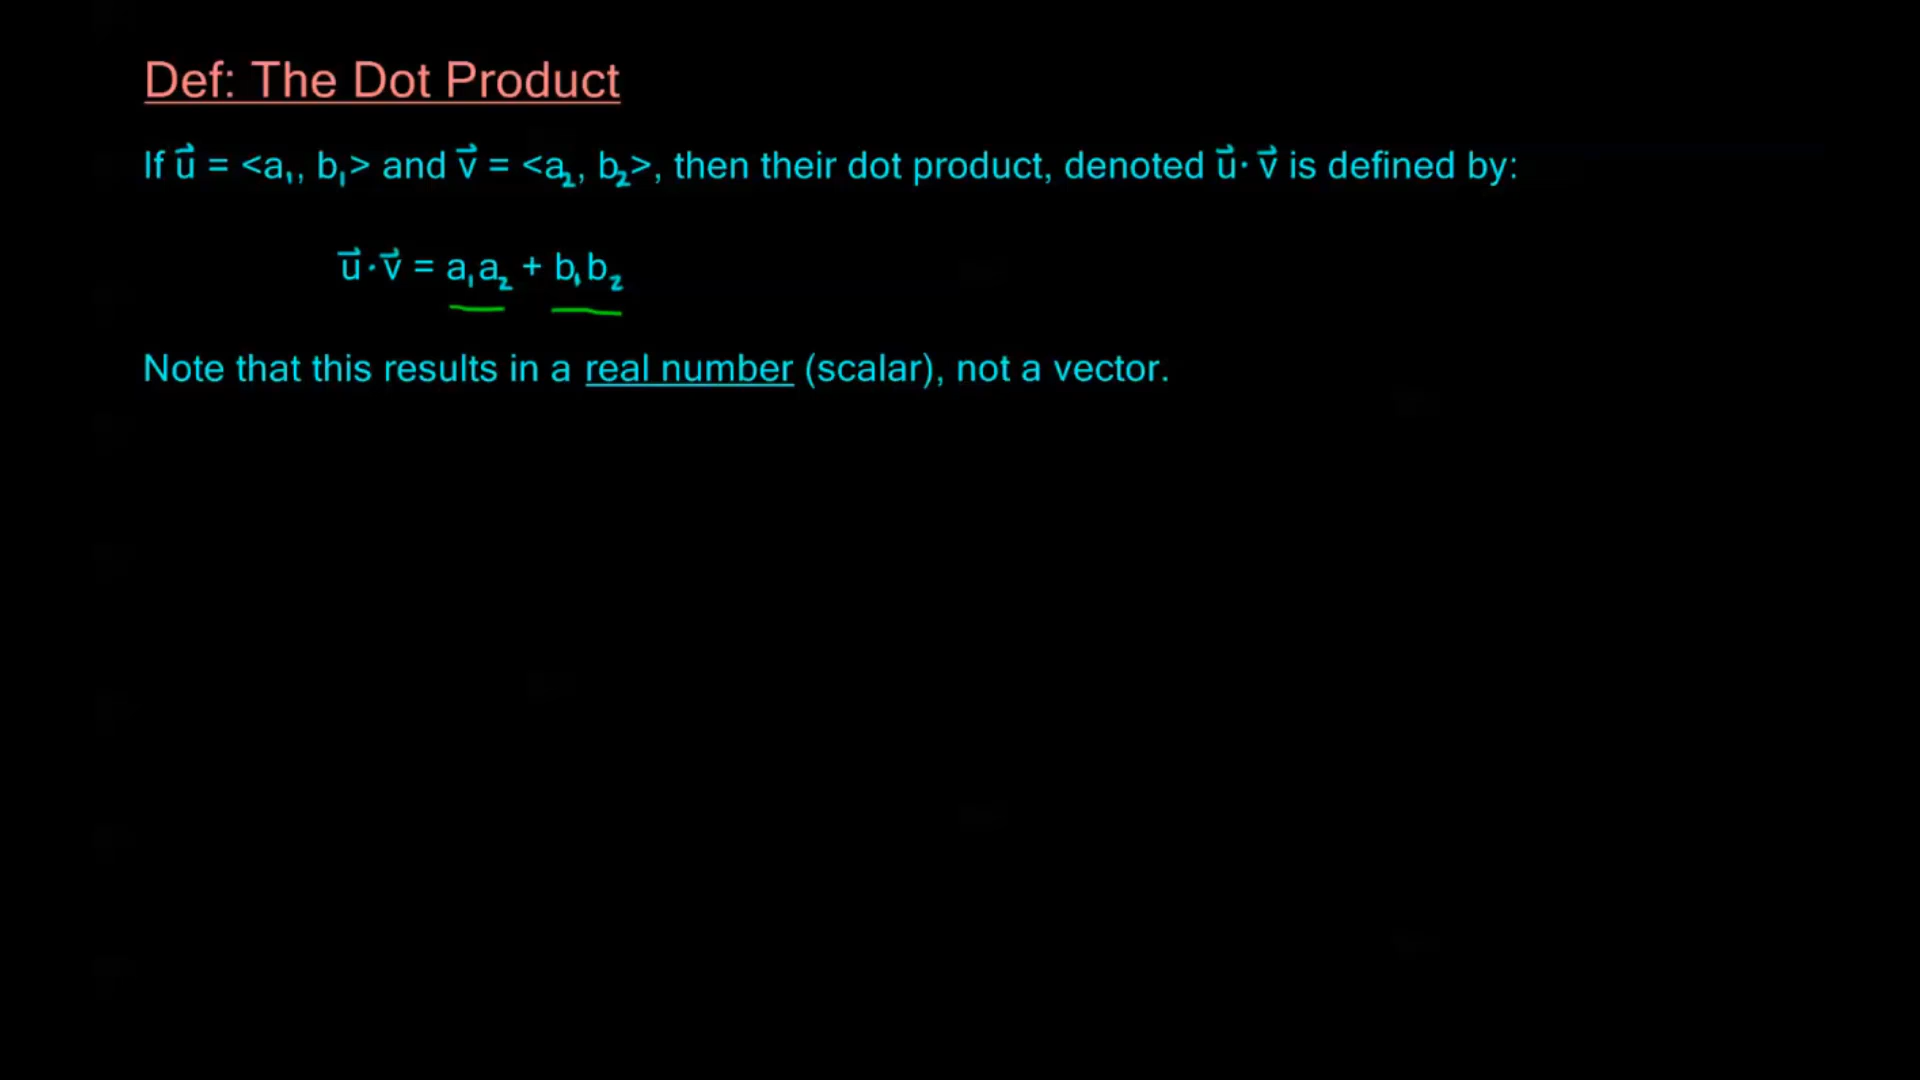 Def: The Dot Product
If u⃗ = <a₁, b₁> and v⃗ = <a₂, b₂>, then their dot product, denoted u⃗· v⃗ is defined by:
u⃗·v⃗ = a₁a₂ + b₁b₂
Note that this results in a real number (scalar), not a vector.